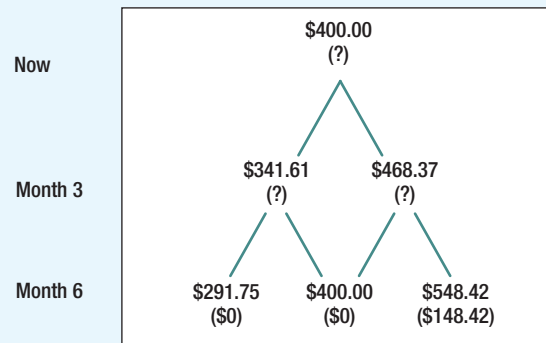 $400.00
(?)
Now
$341.61 $468.37
Month 3
(?) (?)
Month 6
$291.75 $400.00 $548.42
($0) ($0) ($148.42)